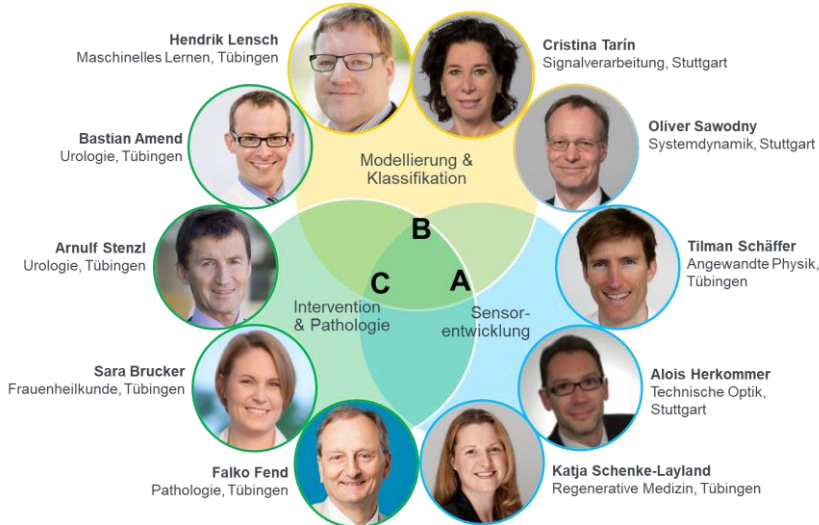 Hendrik Lensch
Maschinelles Lernen, Tübingen
Cristina Tarín
Signalverarbeitung, Stuttgart
Bastian Amend
Urologie, Tübingen
Oliver Sawodny
Systemdynamik, Stuttgart
Modellierung &
Klassifikation
Arnulf Stenzl
Urologie, Tübingen
Tilman Schäffer
Angewandte Physik,
Tübingen
B
C
A
Intervention
& Pathologie
Sensor-
entwicklung
Sara Brucker
Frauenheilkunde, Tübingen
Alois Herkommer
Technische Optik,
Stuttgart
Falko Fend
Pathologie, Tübingen
Katja Schenke-Layland
Regenerative Medizin, Tübingen